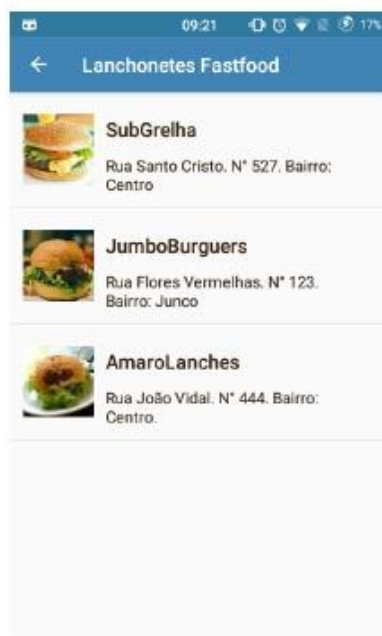 09:21 17%
Lanchonetes Fastfood
SubGrelha
Rua Santo Cristo. N° 527. Bairro:
Centro
JumboBurguers
Rua Flores Vermelhas. N° 123.
Bairro: Junco
AmaroLanches
Rua João Vidal. N° 444. Bairro:
Centro.